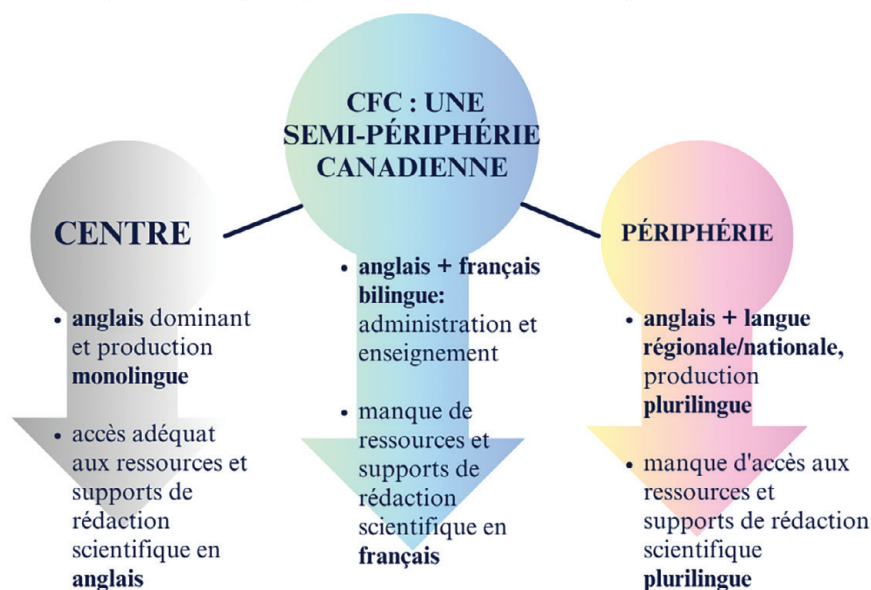 CFC : UNE
SEMI-PÉRIPHÉRIE
CANADIENNE
CENTRE
• anglais dominant
et production
monolingue
• accès adéquat
aux ressources et
supports de
rédaction
scientifique en
anglais
• anglais + français
bilingue:
administration et
enseignement
• manque de
ressources et
supports de
rédaction
scientifique en
français
PÉRIPHÉRIE
• anglais + langue
régionale/nationale,
production
plurilingue
• manque d'accès aux
ressources et
supports de rédaction
scientifique
plurilingue